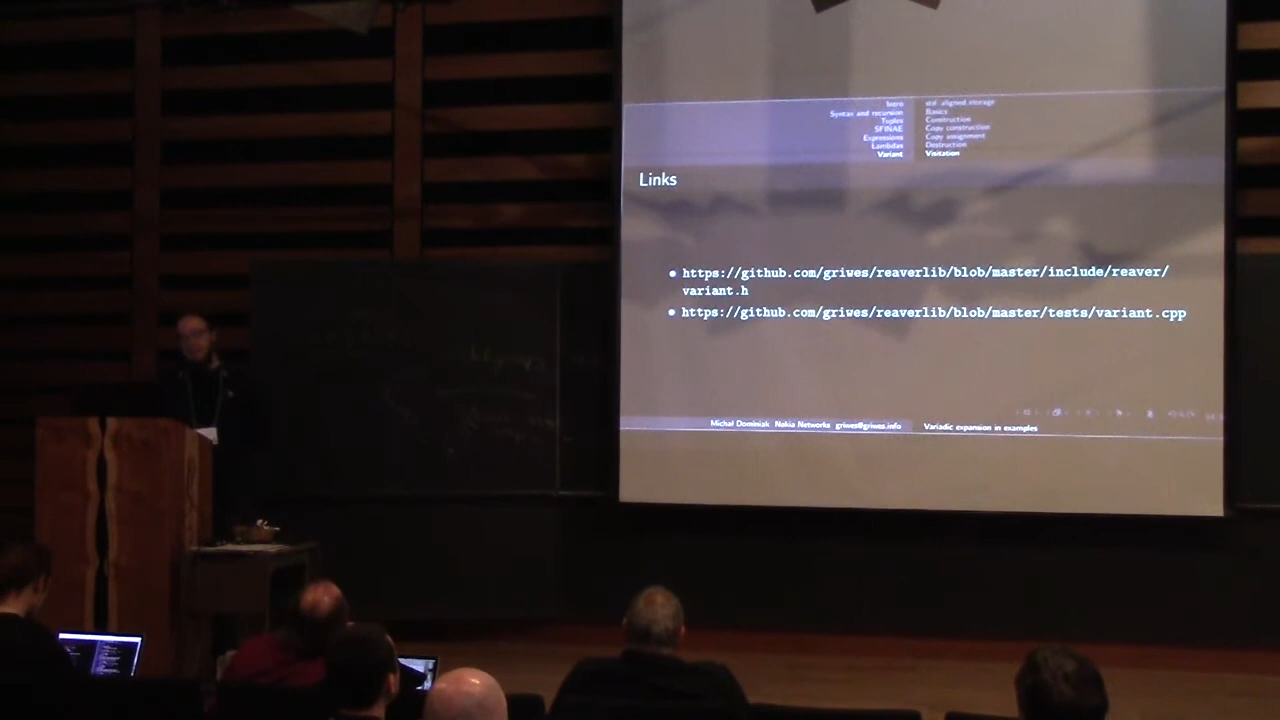 Intro
Syntax and recursion
Tuples
SFINAE
Expressions
Lambdas
Variant
std::aligned_storage
Basics
Construction
Copy construction
Copy assignment
Destruction
Visitation
Links
https://github.com/griwes/reaverlib/blob/master/include/reaver/
variant.h
https://github.com/griwes/reaverlib/blob/master/tests/variant.cpp
Michał Dominiak Nokia Networks griwes@griwes.info
Variadic expansion in examples